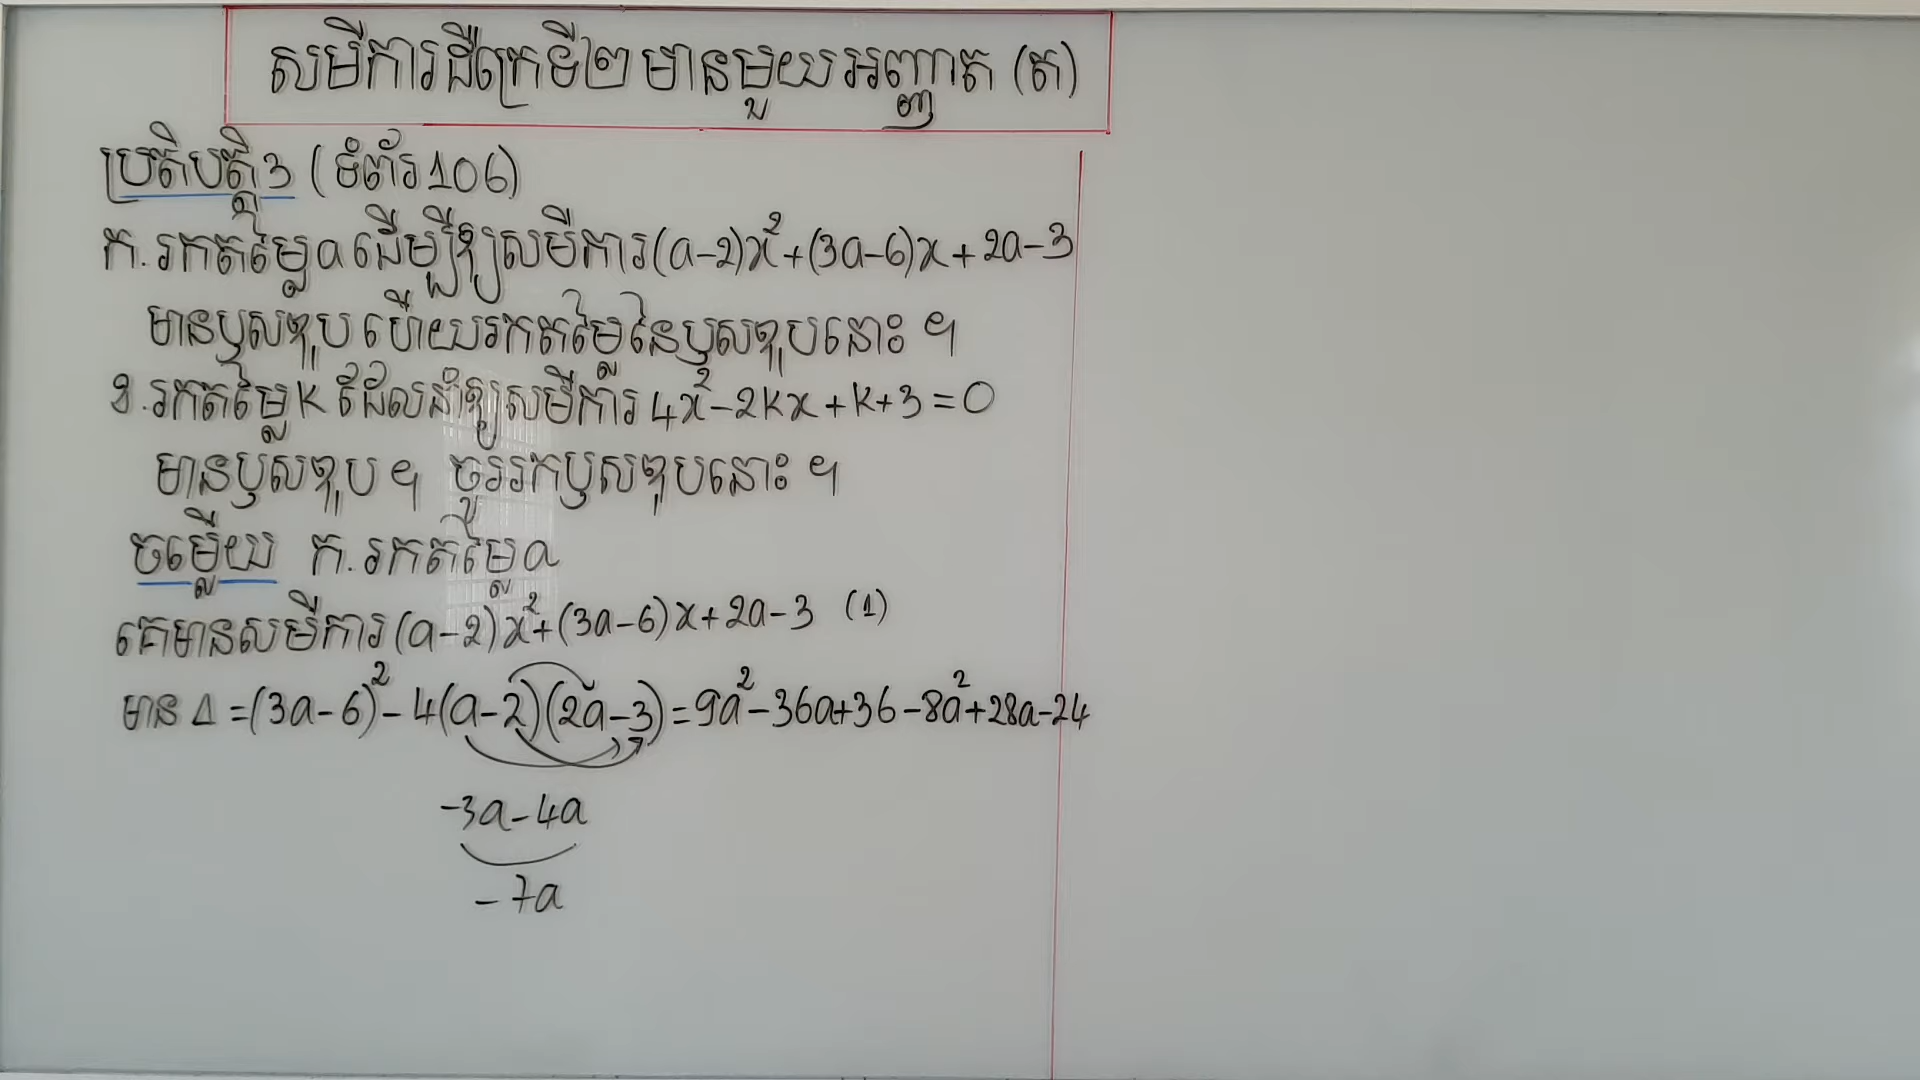 សមីការដឺក្រេទី២មានមួយអញ្ញាត (ត)
ប្រតិបត្តិ3 (ទំព័រ106)
ក. រកតម្លៃa ដើម្បីឲ្យសមីការ(a-2)x²+(3a-6)x+2a-3
មានឫសឌុប ហើយរកតម្លៃនៃឫសឌុបនោះ ។
ខ. រកតម្លៃK ដែលនាំឲ្យសមីការ 4x²-2Kx+K+3=0
មានឫសឌុប ។ ចូររកឫសឌុបនោះ ។
ចម្លើយ ក. រកតម្លៃa
គេមានសមីការ(a-2)x²+(3a-6)x+2a-3 (1)
មាន Δ=(3a-6)²-4(a-2)(2a-3)=9a²-36a+36-8a²+28a-24
-3a-4a
-7a